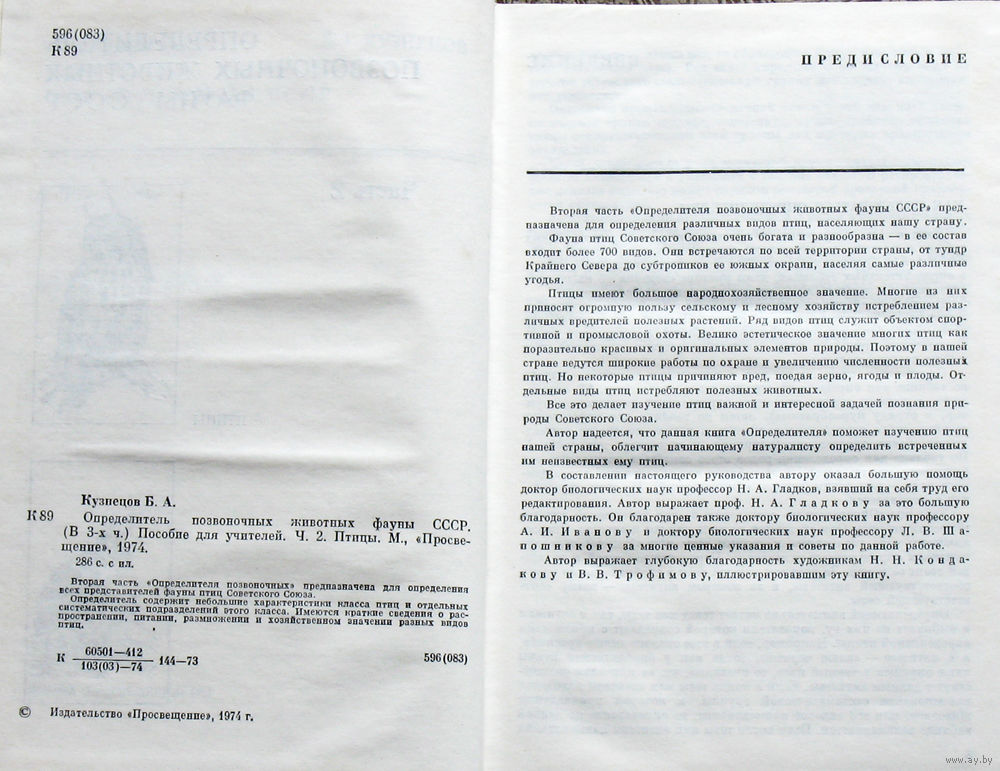 596(083)
К 89
Кузнецов Б. А.
К 89
Определитель позвоночных животных фауны СССР.
(В 3-х ч.) Пособие для учителей. Ч. 2. Птицы. М., «Просве-
щение», 1974.
286 с. с ил.
Вторая часть «Определителя позвоночных» предназначена для определения
всех представителей фауны птиц Советского Союза.
Определитель содержит небольшие характеристики класса птиц и отдельных
систематических подразделений этого класса. Имеются краткие сведения о рас-
пространении, питании, размножении и хозяйственном значении разных видов
птиц.
60501—412
К 144—73 596(083)
103(03)—74
© Издательство «Просвещение», 1974 г.
ПРЕДИСЛОВИЕ
Вторая часть «Определителя позвоночных животных фауны СССР» пред-
назначена для определения различных видов птиц, населяющих нашу страну.
Фауна птиц Советского Союза очень богата и разнообразна — в ее состав
входит более 700 видов. Они встречаются по всей территории страны, от тундр
Крайнего Севера до субтропиков ее южных окраин, населяя самые различные
угодья.
Птицы имеют большое народнохозяйственное значение. Многие из них
приносят огромную пользу сельскому и лесному хозяйству истреблением раз-
личных вредителей полезных растений. Ряд видов птиц служит объектом спор-
тивной и промысловой охоты. Велико эстетическое значение многих птиц как
поразительно красивых и оригинальных элементов природы. Поэтому в нашей
стране ведутся широкие работы по охране и увеличению численности полезных
птиц. Но некоторые птицы причиняют вред, поедая зерно, ягоды и плоды. От-
дельные виды птиц истребляют полезных животных.
Все это делает изучение птиц важной и интересной задачей познания при-
роды Советского Союза.
Автор надеется, что данная книга «Определителя» поможет изучению птиц
нашей страны, облегчит начинающему натуралисту определить встреченных
им неизвестных ему птиц.
В составлении настоящего руководства автору оказал большую помощь
доктор биологических наук профессор Н. А. Гладков, взявший на себя труд его
редактирования. Автор выражает проф. Н. А. Гладкову за это большую
благодарность. Он благодарен также доктору биологических наук профессору
А. И. Иванову и доктору биологических наук профессору Л. В. Ша-
пошникову за многие ценные указания и советы по данной работе.
Автор выражает глубокую благодарность художникам Н. Н. Конда-
кову и В. В. Трофимову, иллюстрировавшим эту книгу.
www.ay.by